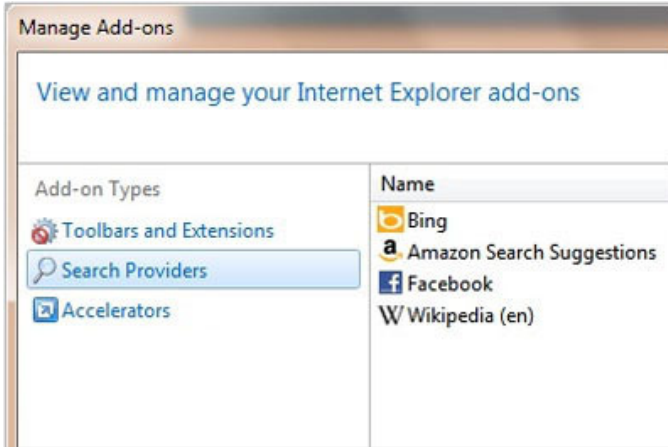 Manage Add-ons
View and manage your Internet Explorer add-ons
Add-on Types
Toolbars and Extensions
Search Providers
Accelerators
Name
Bing
Amazon Search Suggestions
Facebook
Wikipedia (en)